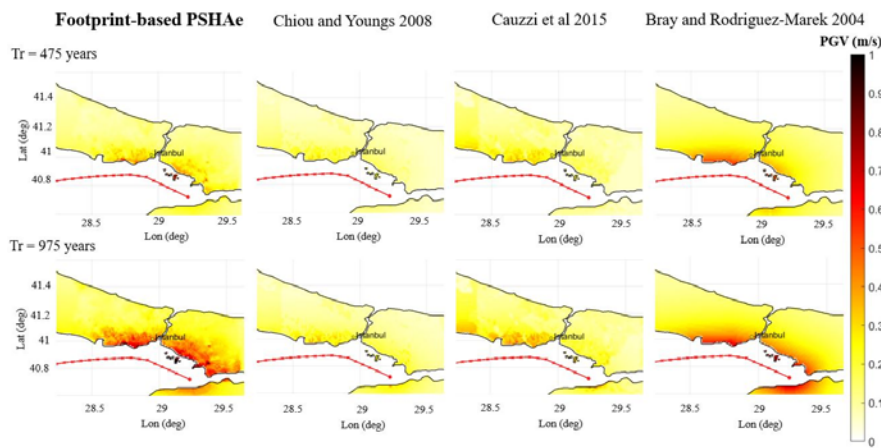 Footprint-based PSHAe Chiou and Youngs 2008 Cauzzi et al 2015 Bray and Rodriguez-Marek 2004
PGV (m/s)
Tr = 475 years
Lat (deg)
41.4
41.2
41
40.8
Istanbul
Istanbul
Istanbul
Istanbul
28.5 29 29.5 28.5 29 29.5 28.5 29 29.5 28.5 29 29.5
Lon (deg) Lon (deg) Lon (deg) Lon (deg)
Tr = 975 years
Lat (deg)
41.4
41.2
41
40.8
Istanbul
Istanbul
Istanbul
Istanbul
28.5 29 29.5 28.5 29 29.5 28.5 29 29.5 28.5 29 29.5
Lon (deg) Lon (deg) Lon (deg) Lon (deg)
1
0.9
0.8
0.7
0.6
0.5
0.4
0.3
0.2
0.1
0